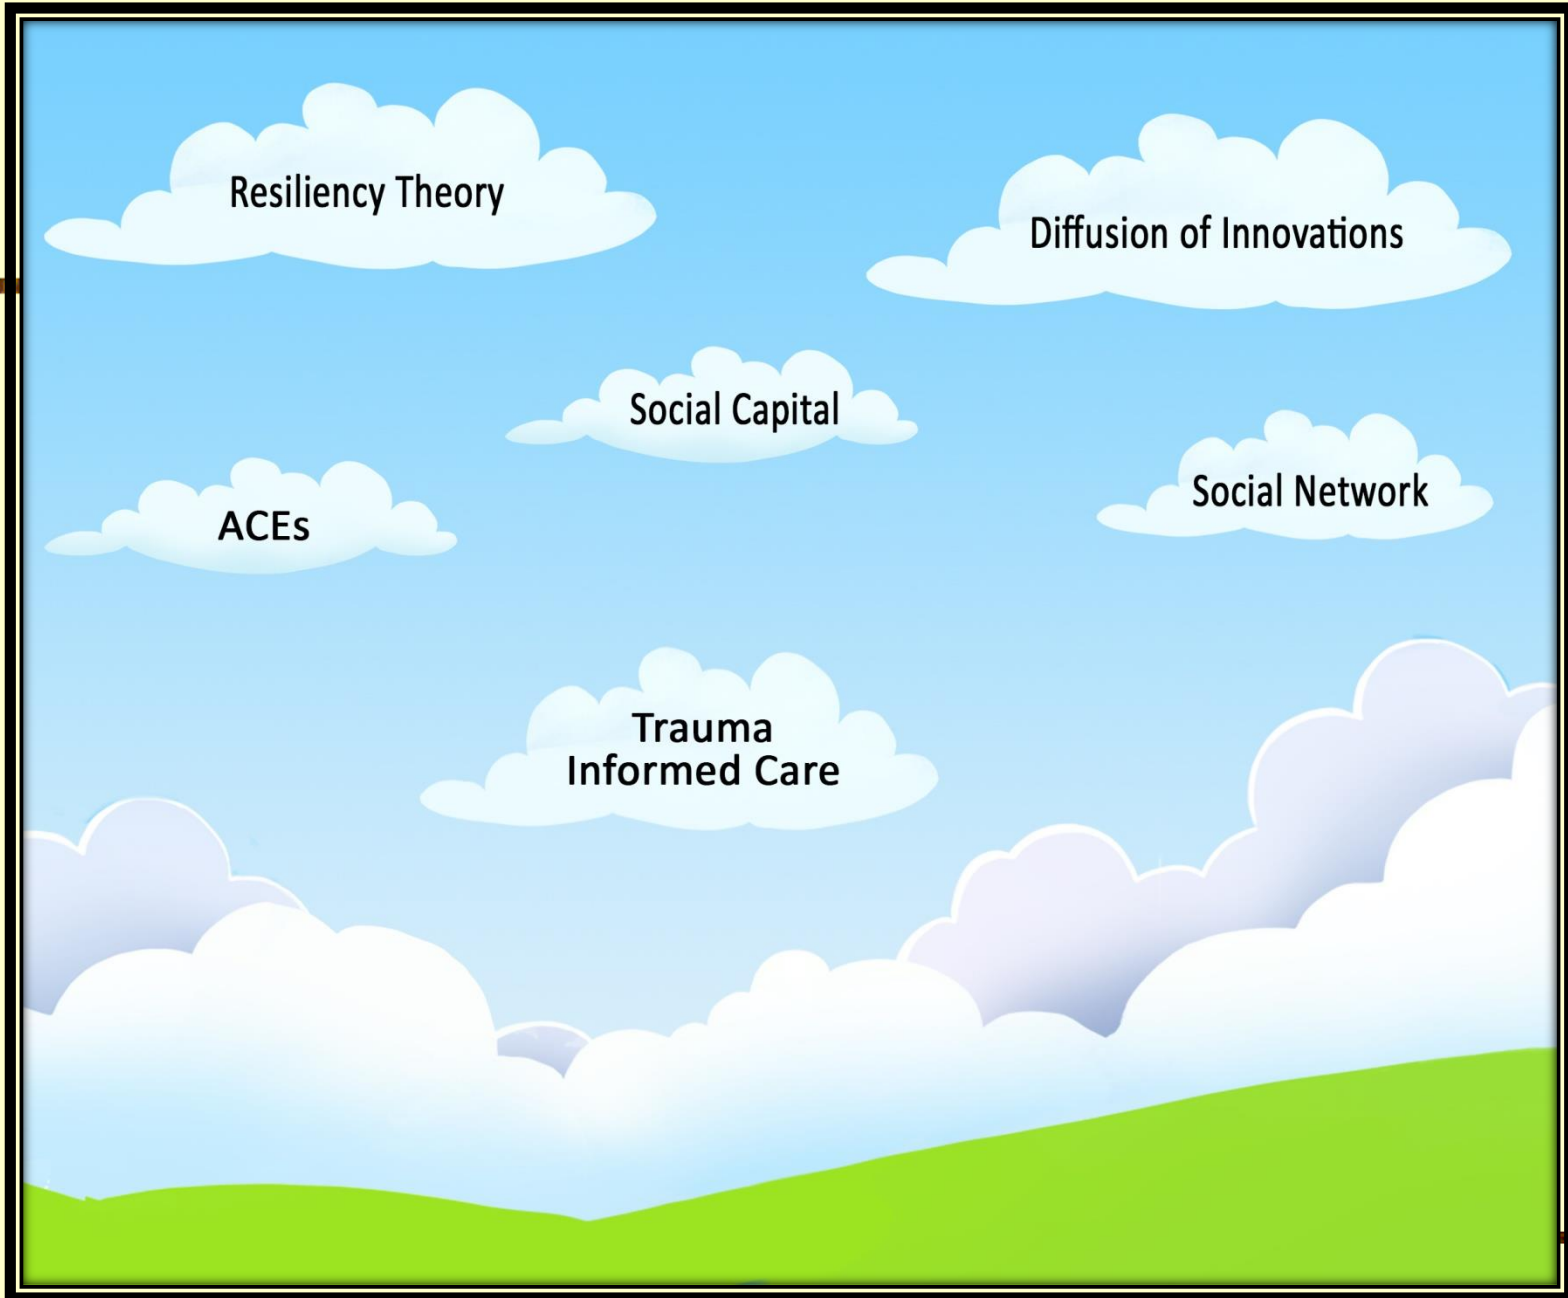 Resiliency Theory
Diffusion of Innovations
Social Capital
Social Network
ACEs
Trauma
Informed Care